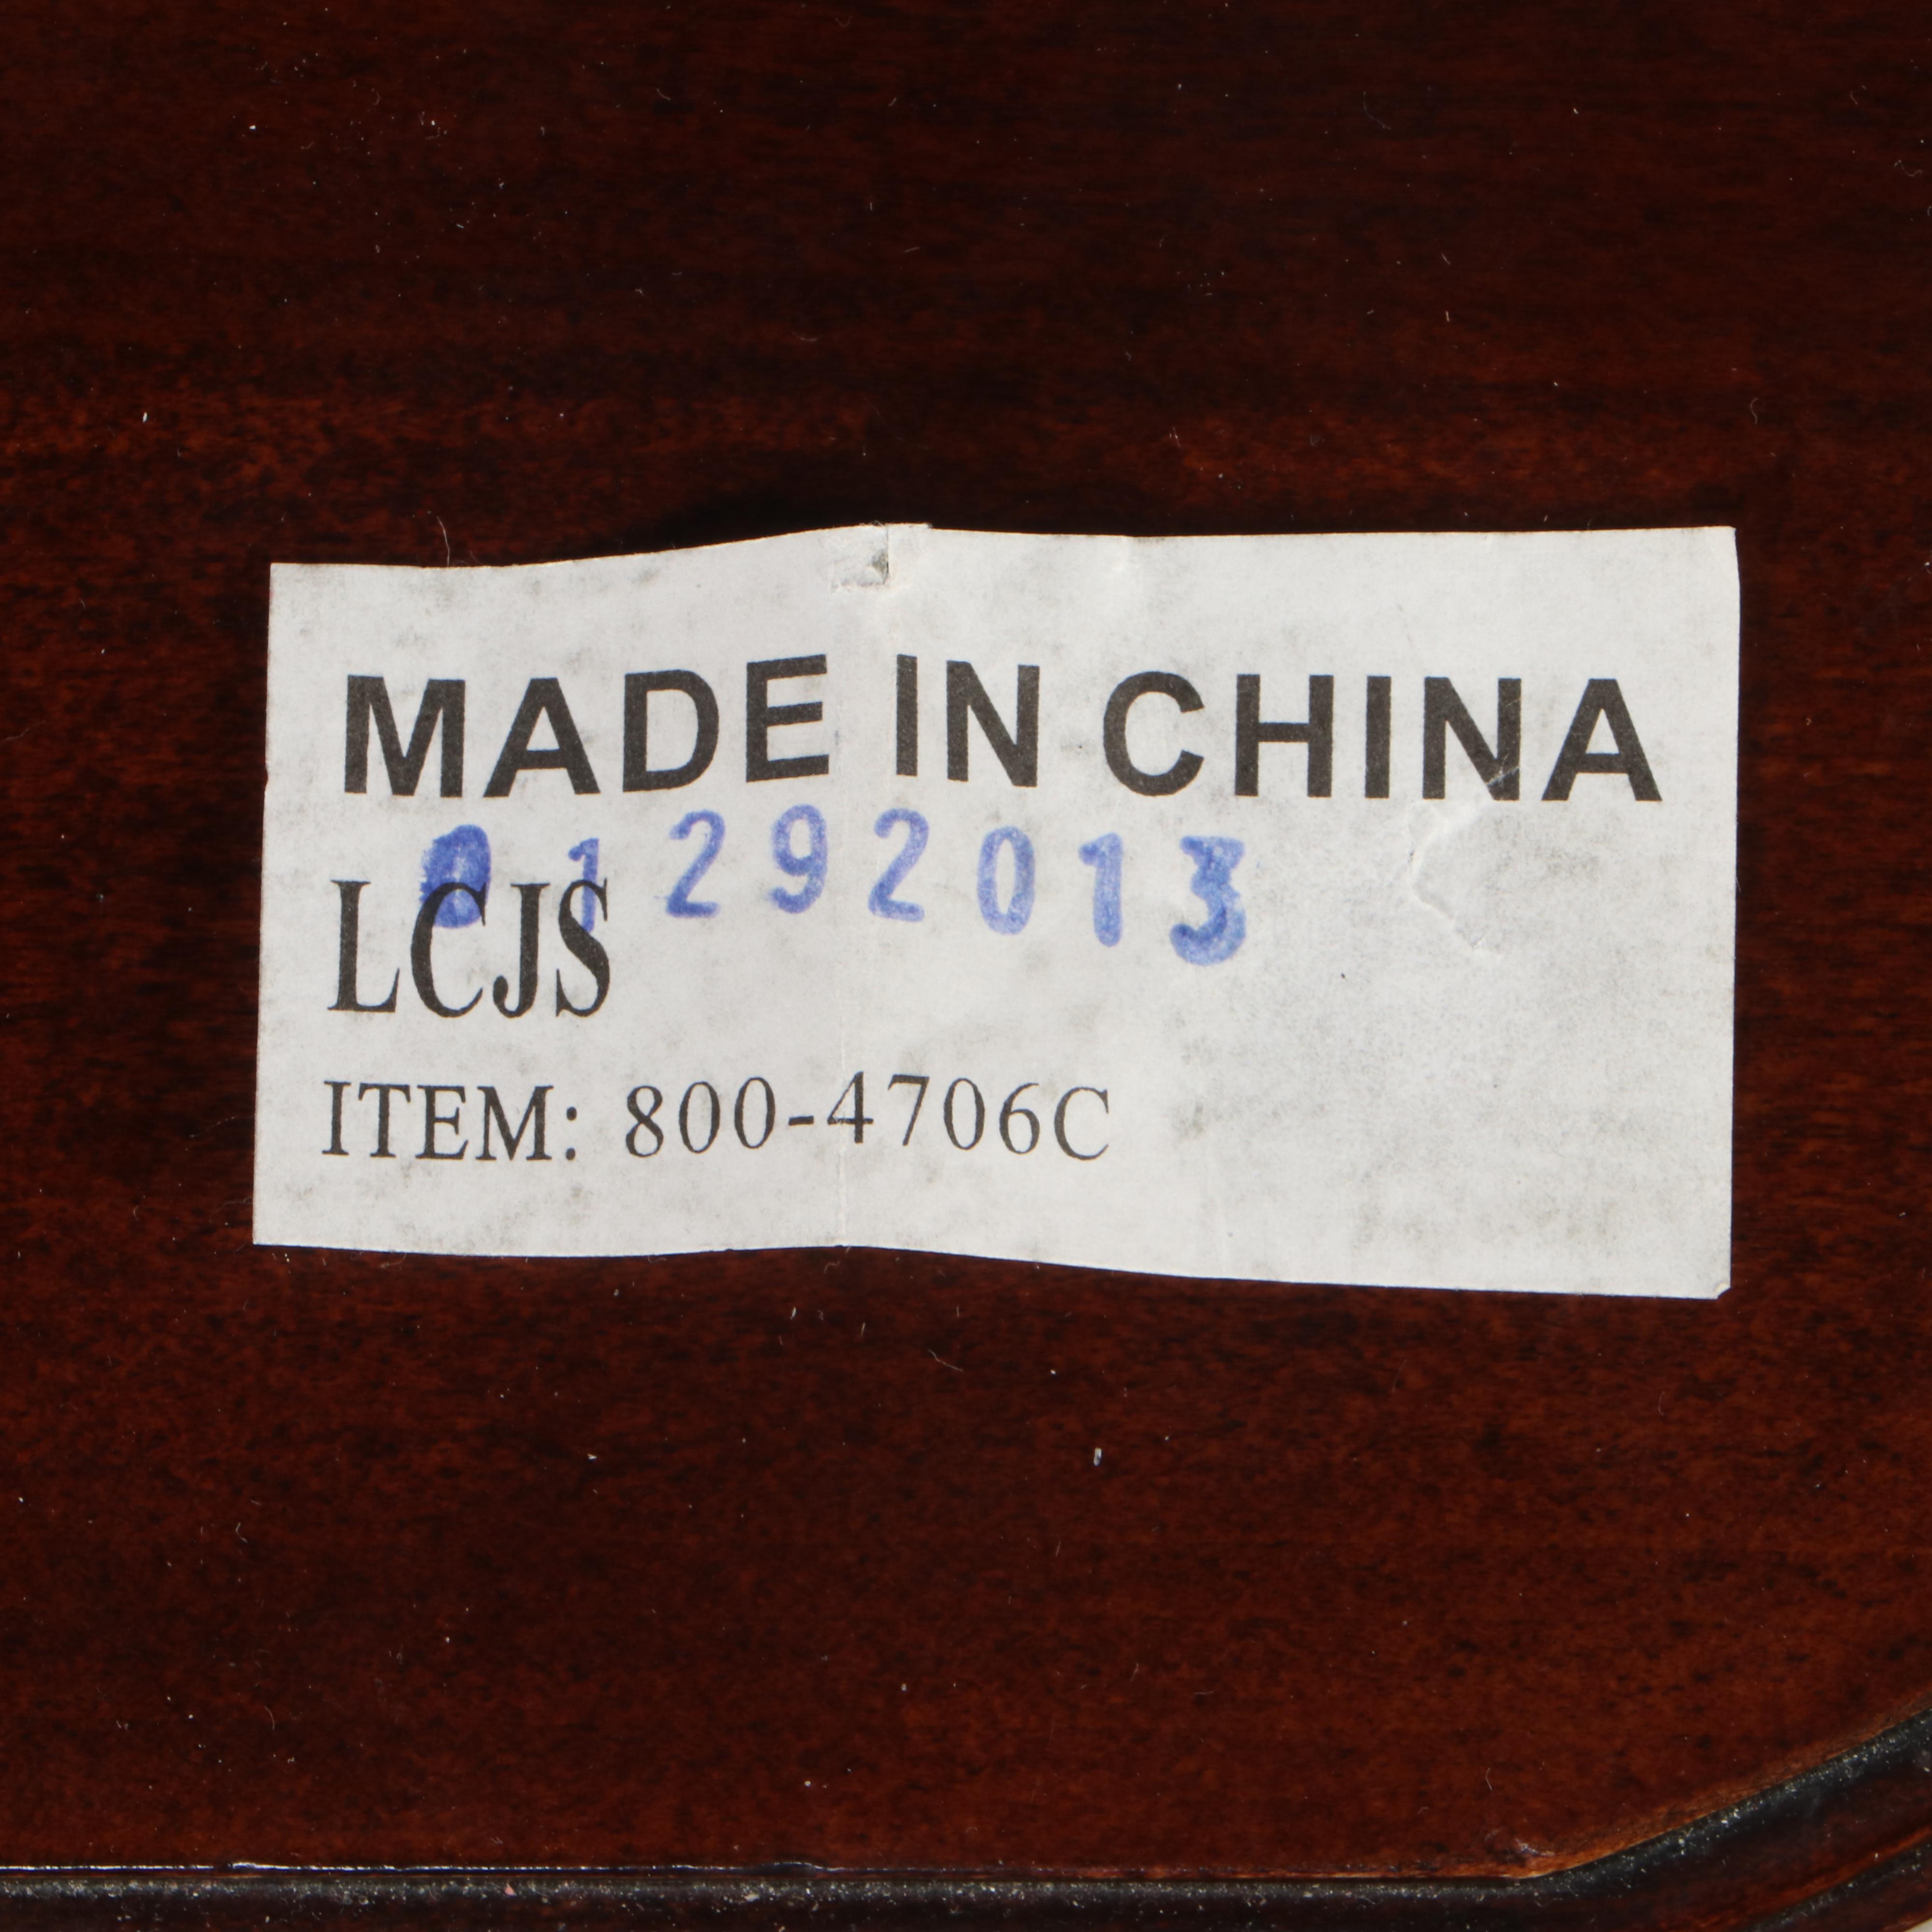 MADE IN CHINA
01292013
LCJS
ITEM: 800-4706C